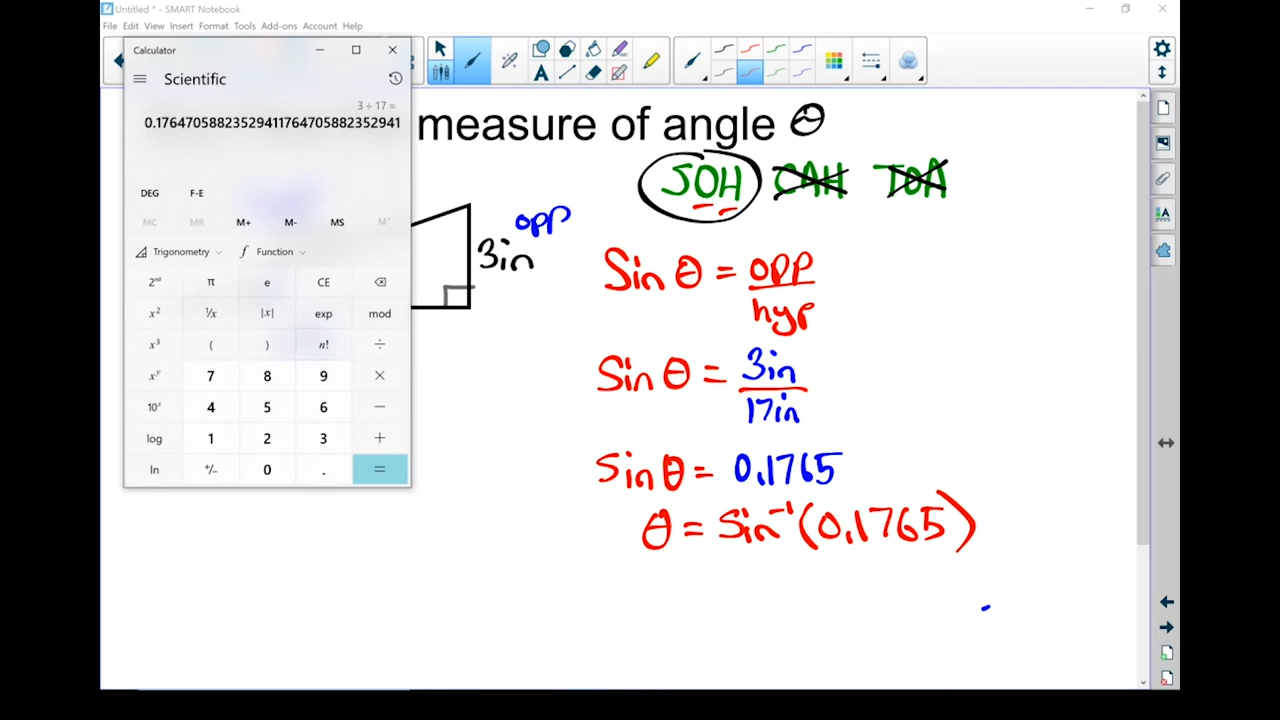 Untitled * - SMART Notebook
File Edit View Insert Format Tools Add-ons Account Help
Calculator
Scientific
3 ÷ 17 =
0.17647058823529411764705882352941
DEG F-E
MC MR M+ M- MS M˅
Trigonometry f Function
2ⁿᵈ π e CE
x² ¹/x |x| exp mod
x³ ( ) n! ÷
xʸ 7 8 9 ×
10ˣ 4 5 6 −
log 1 2 3 +
ln +/− 0 . =
measure of angle θ
SOH CAH TOA
opp
3in
Sin θ = opp/hyp
Sin θ = 3in/17in
Sin θ = 0.1765
θ = Sin⁻¹(0.1765)